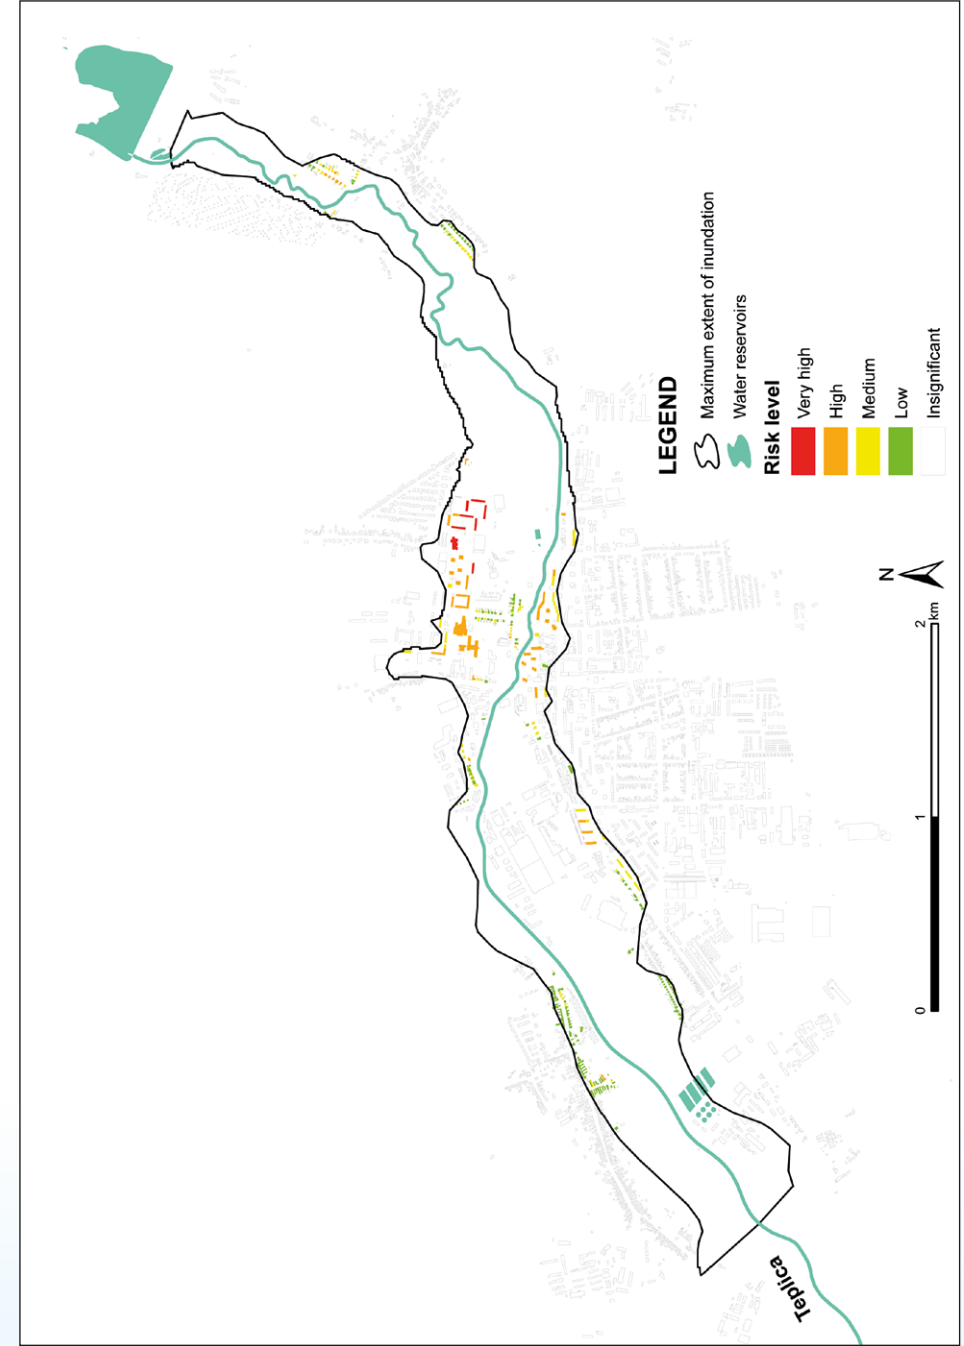 LEGEND
Maximum extent of inundation
Water reservoirs
Risk level
Very high
High
Medium
Low
Insignificant
N
0 1 2 km
Teplica